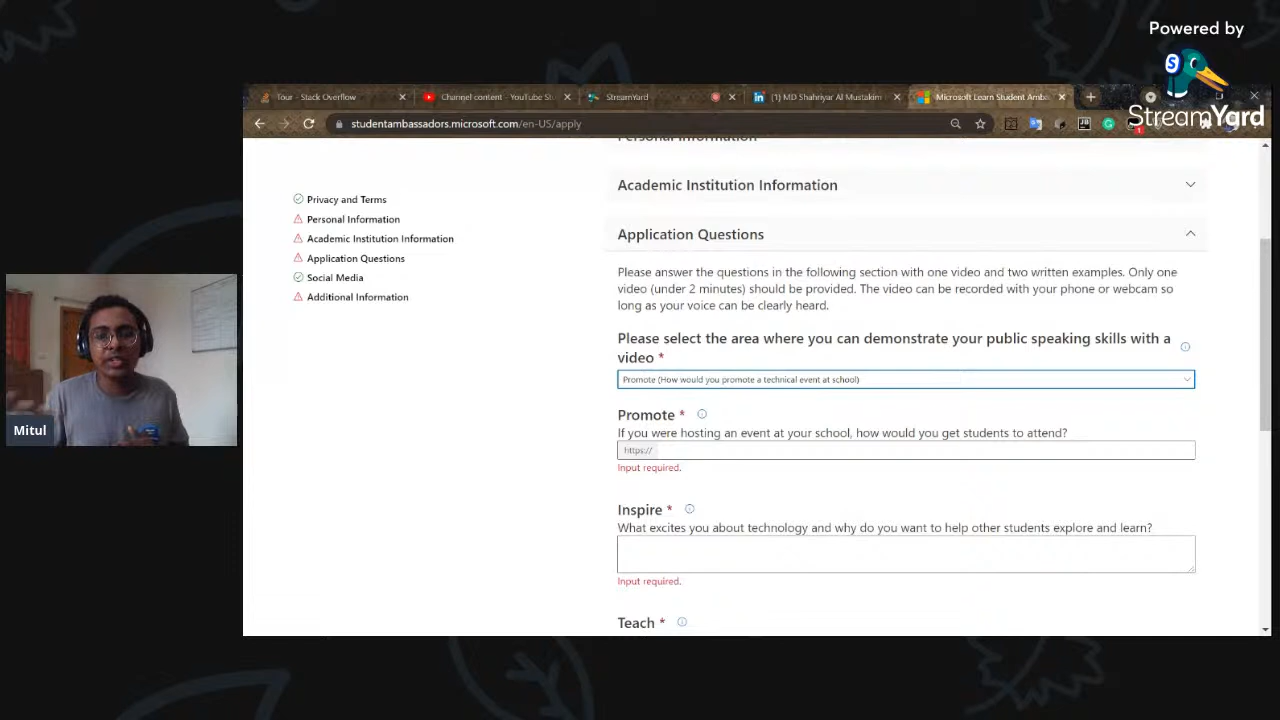 Powered by
StreamYard
Tour - Stack Overflow
Channel content - YouTube Stu
StreamYard
(1) MD Shahriyar Al Mustakim
Microsoft Learn Student Amb
studentambassadors.microsoft.com/en-US/apply
Personal Information
Academic Institution Information
Application Questions
Privacy and Terms
Personal Information
Academic Institution Information
Application Questions
Social Media
Additional Information
Please answer the questions in the following section with one video and two written examples. Only one
video (under 2 minutes) should be provided. The video can be recorded with your phone or webcam so
long as your voice can be clearly heard.
Please select the area where you can demonstrate your public speaking skills with a
video *
Promote (How would you promote a technical event at school)
Promote *
If you were hosting an event at your school, how would you get students to attend?
https://
Input required.
Inspire *
What excites you about technology and why do you want to help other students explore and learn?
Input required.
Teach *
Mitul